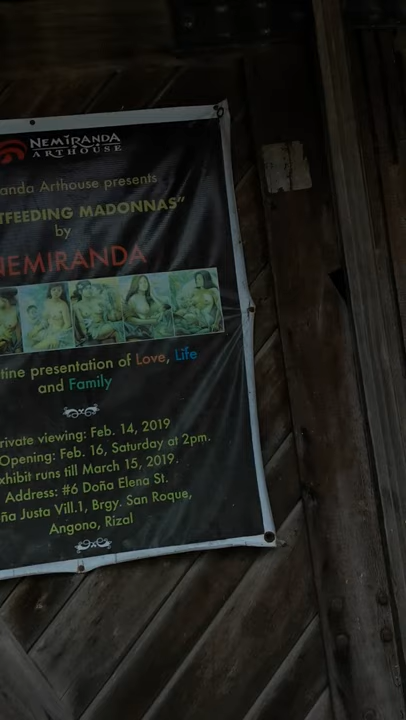 NEMIRANDA
ARTHOUSE
anda Arthouse presents
TFEEDING MADONNAS"
by
NEMIRANDA
tine presentation of Love, Life
and Family
rivate viewing: Feb. 14, 2019
Opening: Feb. 16, Saturday at 2pm.
xhibit runs till March 15, 2019.
Address: #6 Doña Elena St.
ña Justa Vill.1, Brgy. San Roque,
Angono, Rizal